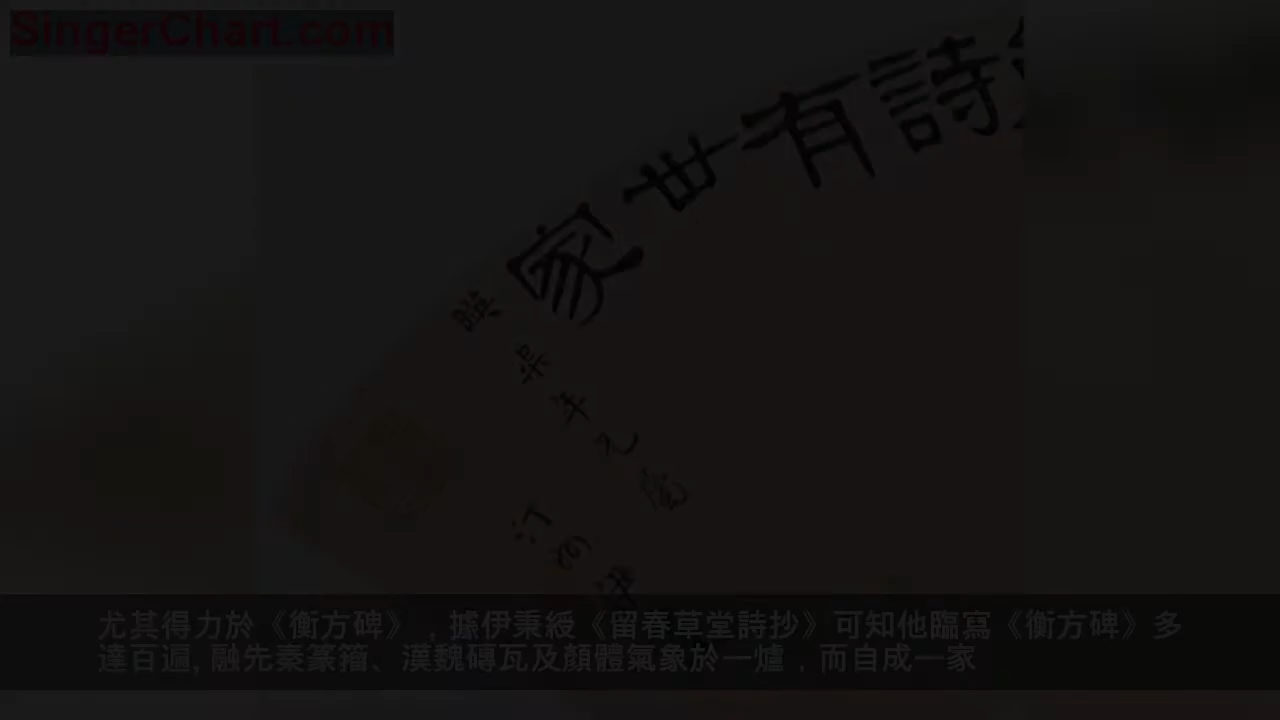 SingerChart.com
詩
有
世
家
尤其得力於《衡方碑》，據伊秉綬《留春草堂詩抄》可知他臨寫《衡方碑》多
達百遍, 融先秦篆籀、漢魏磚瓦及顏體氣象於一爐，而自成一家